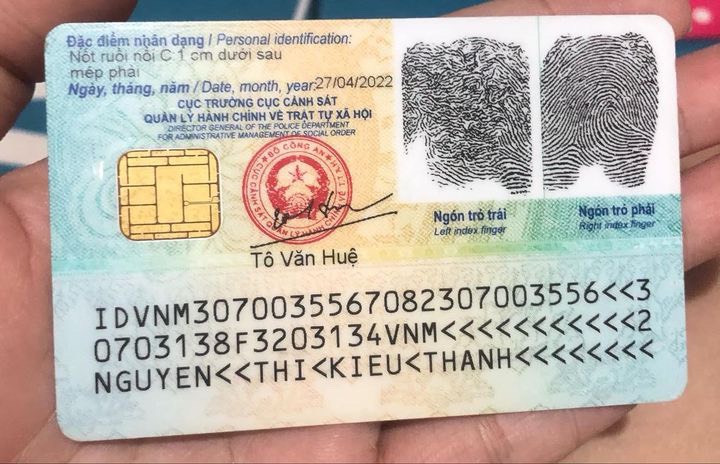 Đặc điểm nhân dạng / Personal identification:
Nốt ruồi nổi C 1 cm dưới sau
mép phải
Ngày, tháng, năm / Date, month, year: 27/04/2022
CỤC TRƯỞNG CỤC CẢNH SÁT
QUẢN LÝ HÀNH CHÍNH VỀ TRẬT TỰ XÃ HỘI
DIRECTOR GENERAL OF THE POLICE DEPARTMENT
FOR ADMINISTRATIVE MANAGEMENT OF SOCIAL ORDER
BỘ CÔNG AN
CỤC CẢNH SÁT QUẢN LÝ HÀNH CHÍNH VỀ
Tô Văn Huệ
Ngón trỏ trái
Left index finger
Ngón trỏ phải
Right index finger
IDVNM3070035567082307003556<<3
0703138F3203134VNM<<<<<<<<<<<2
NGUYEN<<THI<KIEU<THANH<<<<<<<<